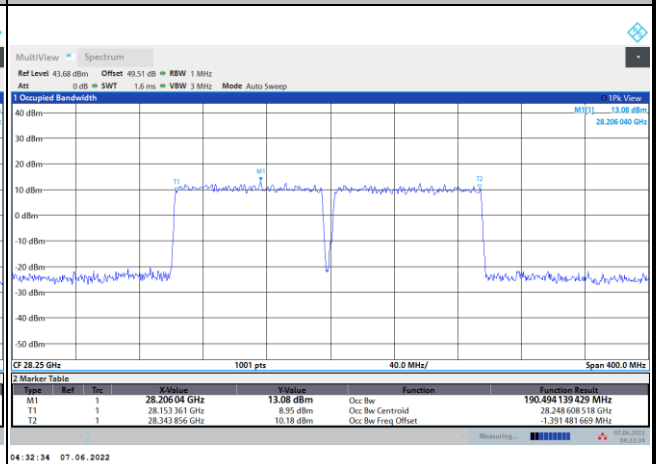 MultiView Spectrum
Ref Level 43.68 dBm Offset 49.51 dB RBW 1 MHz
Att 0 dB SWT 1.6 ms VBW 3 MHz Mode Auto Sweep
1 Occupied Bandwidth 1Pk View
M1[1] 13.08 dBm
28.206 040 GHz
40 dBm
30 dBm
20 dBm
M1
T1 T2
10 dBm
0 dBm
-10 dBm
-20 dBm
-30 dBm
-40 dBm
-50 dBm
CF 28.25 GHz 1001 pts 40.0 MHz/ Span 400.0 MHz
2 Marker Table
Type Ref Trc X-Value Y-Value Function Function Result
M1 1 28.206 04 GHz 13.08 dBm Occ Bw 190.494 139 429 MHz
T1 1 28.153 361 GHz 8.95 dBm Occ Bw Centroid 28.248 608 518 GHz
T2 1 28.343 856 GHz 10.18 dBm Occ Bw Freq Offset -1.391 481 669 MHz
Measuring... 07.06.2022
04:32:34
04:32:34 07.06.2022